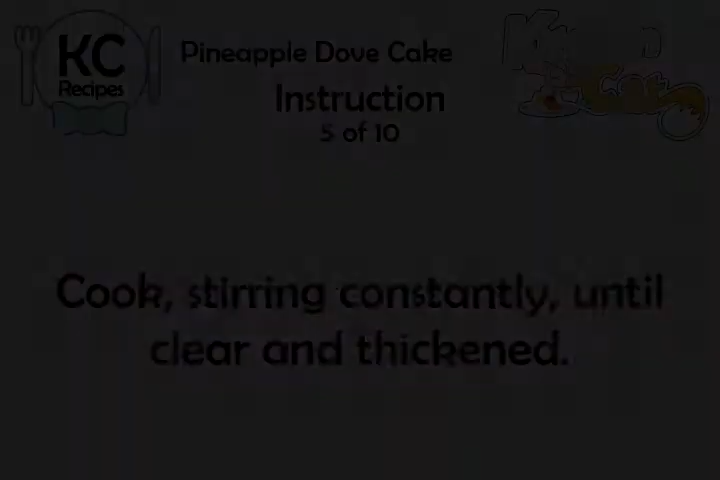 KC
Recipes
Pineapple Dove Cake
Instruction
5 of 10
Cook, stirring constantly, until
clear and thickened.